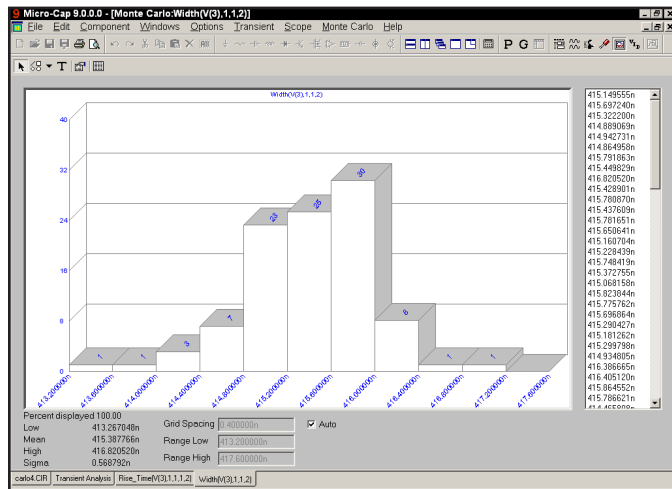 Micro-Cap 9.0.0.0 - [Monte Carlo:Width(V(3),1,1,2)]
File Edit Component Windows Options Transient Scope Monte Carlo Help
P G
T
Width(V(3),1,1,2)
40
32
24
16
8
0
1 1 3 7 23 25 30 8 1 1
413.200000n 413.600000n 414.000000n 414.400000n 414.800000n 415.200000n 415.600000n 416.000000n 416.400000n 416.800000n 417.200000n 417.600000n
415.149555n
415.697240n
415.322200n
414.889069n
414.942731n
414.864958n
415.791863n
415.449829n
416.820520n
415.428901n
415.780870n
415.437609n
415.781651n
415.650641n
415.160704n
415.228439n
415.748419n
415.372755n
415.068158n
415.823844n
415.775762n
415.696864n
415.290427n
415.181262n
415.299798n
414.934805n
416.386665n
416.405120n
415.864552n
415.786621n
Percent displayed 100.00
Low 413.267048n
Mean 415.387766n
High 416.820520n
Sigma 0.568792n
Grid Spacing 0.400000n
Range Low 413.200000n
Range High 417.600000n
Auto
carlo4.CIR Transient Analysis Rise_Time(V(3),1,1,1,2) Width(V(3),1,1,2)